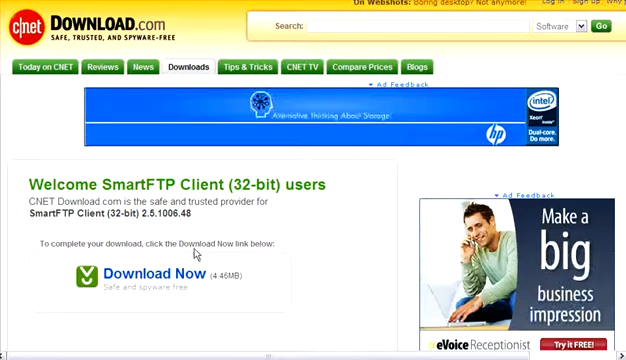 On Webshots: Boring desktop? Not anymore!
Log in | Sign up | Why
c|net DOWNLOAD.COM
SAFE, TRUSTED, AND SPYWARE-FREE
Search: Software Go
Today on CNET Reviews News Downloads Tips & Tricks CNET TV Compare Prices Blogs
Ad Feedback
Alternative Thinking About Storage.
hp
intel
Xeon
inside
Dual-core.
Do more.
Welcome SmartFTP Client (32-bit) users
CNET Download.com is the safe and trusted provider for
SmartFTP Client (32-bit) 2.5.1006.48
To complete your download, click the Download Now link below:
Download Now (4.46MB)
Safe and spyware free
Ad Feedback
Make a
big
business
impression
eVoice Receptionist
Try it FREE!